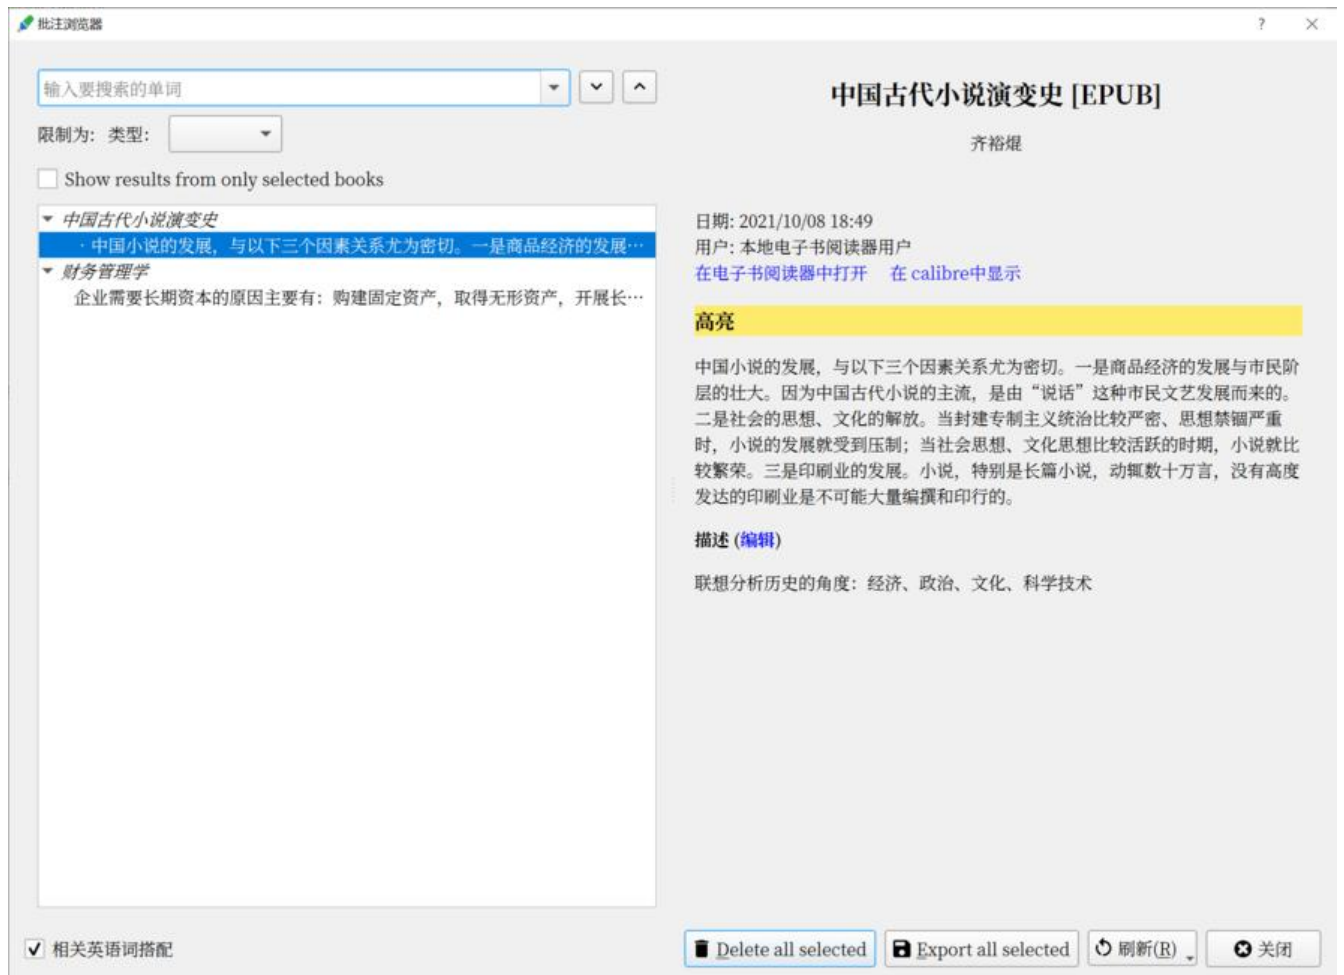 批注浏览器
输入要搜索的单词
限制为: 类型:
Show results from only selected books
中国古代小说演变史
· 中国小说的发展，与以下三个因素关系尤为密切。一是商品经济的发展…
财务管理学
企业需要长期资本的原因主要有：购建固定资产，取得无形资产，开展长…
相关英语词搭配
中国古代小说演变史 [EPUB]
齐裕焜
日期: 2021/10/08 18:49
用户: 本地电子书阅读器用户
在电子书阅读器中打开 在 calibre中显示
高亮
中国小说的发展，与以下三个因素关系尤为密切。一是商品经济的发展与市民阶
层的壮大。因为中国古代小说的主流，是由“说话”这种市民文艺发展而来的。
二是社会的思想、文化的解放。当封建专制主义统治比较严密、思想禁锢严重
时，小说的发展就受到压制；当社会思想、文化思想比较活跃的时期，小说就比
较繁荣。三是印刷业的发展。小说，特别是长篇小说，动辄数十万言，没有高度
发达的印刷业是不可能大量编撰和印行的。
描述 (编辑)
联想分析历史的角度：经济、政治、文化、科学技术
Delete all selected Export all selected 刷新(R) 关闭